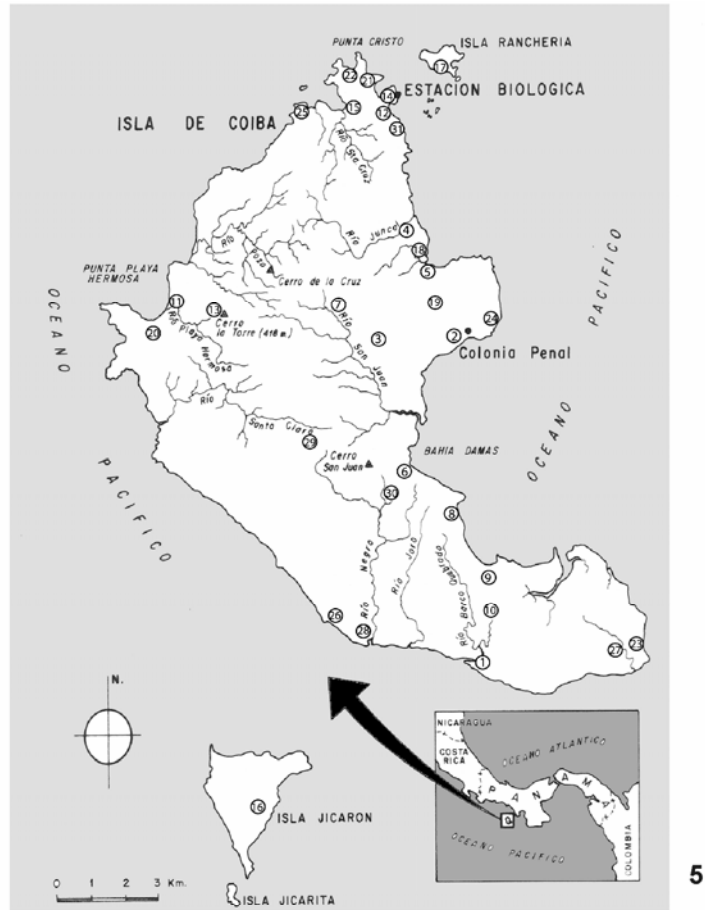 PUNTA CRISTO
ISLA RANCHERIA
17
22
21
14
ESTACION BIOLOGICA
ISLA DE COIBA
25
15
12
31
Río Sta Cruz
4
Río Juncal
18
5
Río Pozo
Cerro de la Cruz
PUNTA PLAYA
HERMOSA
OCEANO
PACIFICO
11
13
7
19
24
Cerro
la Torre (416 m.)
20
Río Playa Hermosa
Río San Juan
3
2
Colonia Penal
Río
Santa Clara
29
OCEANO
PACIFICO
BAHIA DAMAS
Cerro
San Juan
6
30
8
Río Negro
Río Jaro
Río Barco Quebrado
9
10
26
28
1
27
23
N.
16
ISLA JICARON
0 1 2 3 Km.
ISLA JICARITA
NICARAGUA
COSTA
RICA
OCEANO ATLANTICO
PANAMA
OCEANO PACIFICO
COLOMBIA
5